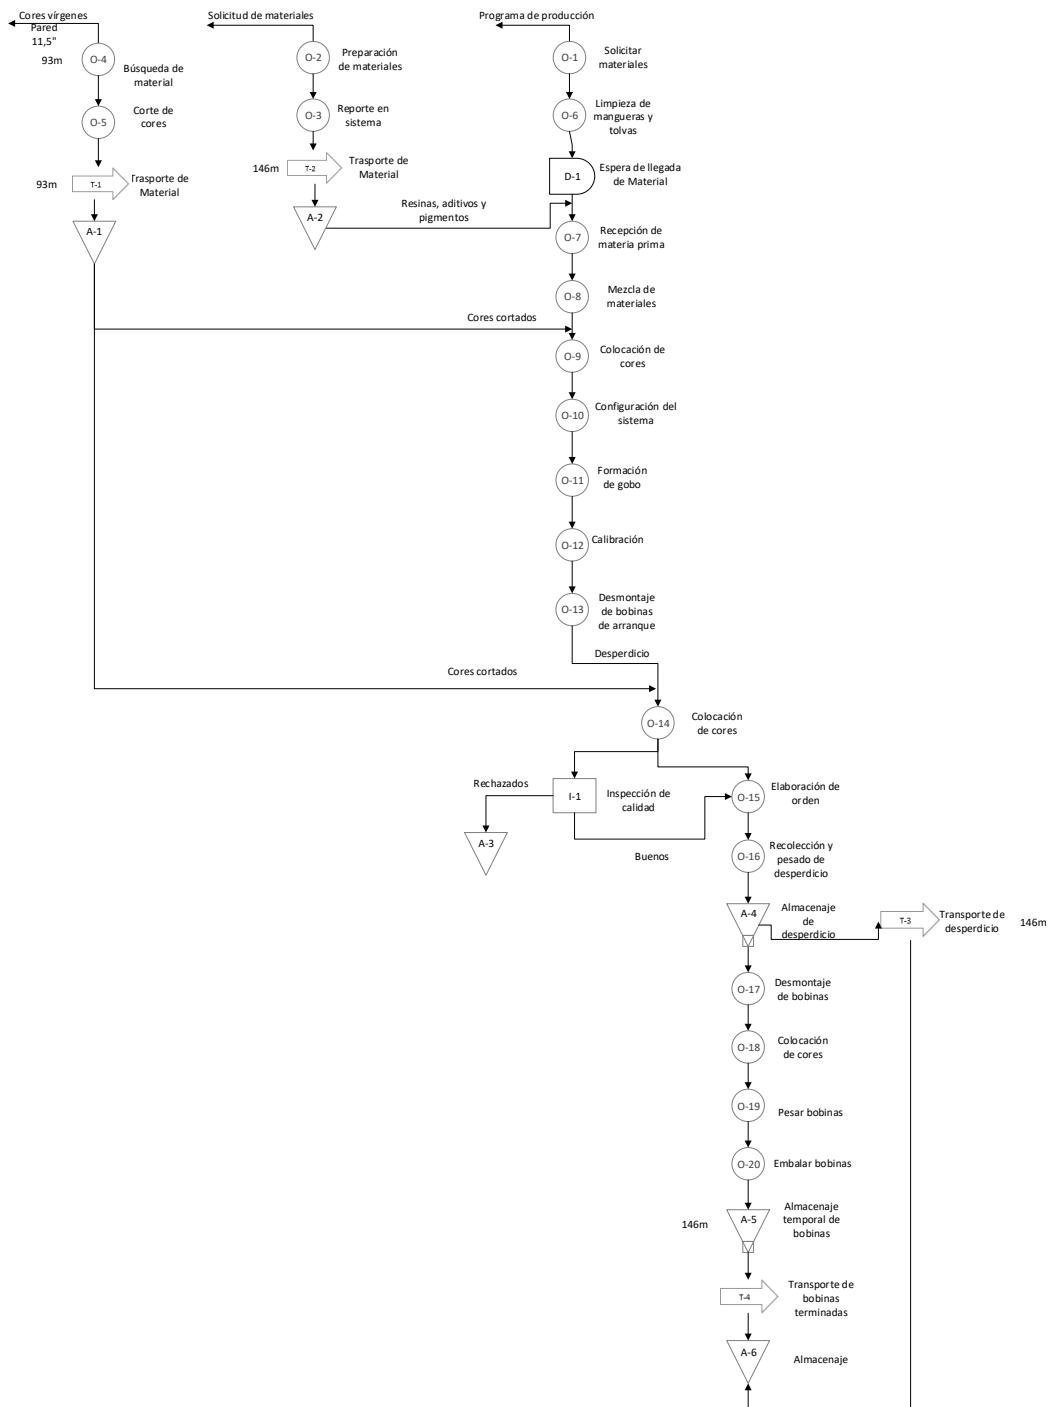 Cores vírgenes
Pared
11,5"
93m
O-4
Búsqueda de
material
O-5
Corte de
cores
93m
T-1
Trasporte de
Material
A-1
Solicitud de materiales
O-2
Preparación
de materiales
O-3
Reporte en
sistema
146m
T-2
Trasporte de
Material
A-2
Resinas, aditivos y
pigmentos
Programa de producción
O-1
Solicitar
materiales
O-6
Limpieza de
mangueras y
tolvas
D-1
Espera de llegada
de Material
O-7
Recepción de
materia prima
O-8
Mezcla de
materiales
Cores cortados
O-9
Colocación de
cores
O-10
Configuración del
sistema
O-11
Formación
de gobo
O-12
Calibración
O-13
Desmontaje
de bobinas
de arranque
Desperdicio
Cores cortados
O-14
Colocación
de cores
Rechazados
I-1
Inspección de
calidad
A-3
Buenos
O-15
Elaboración de
orden
O-16
Recolección y
pesado de
desperdicio
A-4
Almacenaje
de
desperdicio
T-3
Transporte de
desperdicio
146m
O-17
Desmontaje
de bobinas
O-18
Colocación
de cores
O-19
Pesar bobinas
O-20
Embalar bobinas
146m
A-5
Almacenaje
temporal de
bobinas
T-4
Transporte de
bobinas
terminadas
A-6
Almacenaje